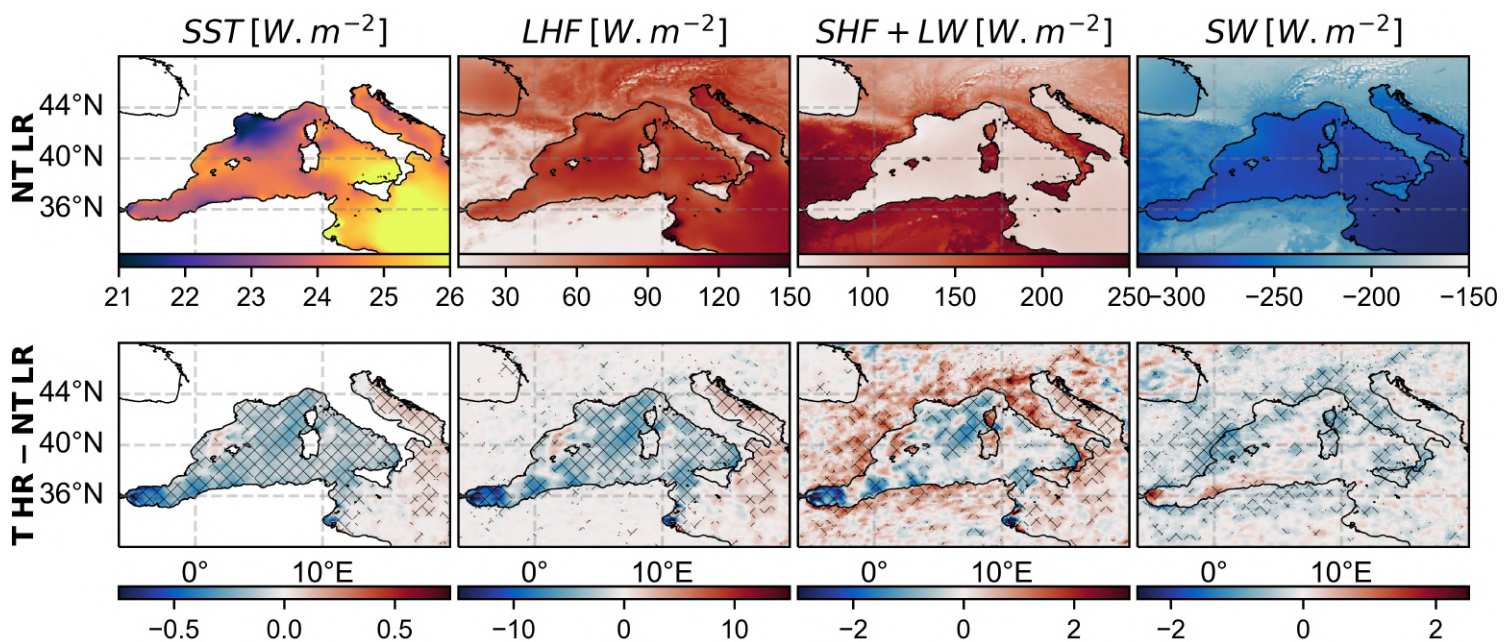 SST [W. m⁻²] LHF [W. m⁻²] SHF + LW [W. m⁻²] SW [W. m⁻²]
NT LR
44°N
40°N
36°N
21 22 23 24 25 26 30 60 90 120 150 100 150 200 250 −300 −250 −200 −150
T HR − NT LR
44°N
40°N
36°N
0° 10°E 0° 10°E 0° 10°E 0° 10°E
−0.5 0.0 0.5 −10 0 10 −2 0 2 −2 0 2